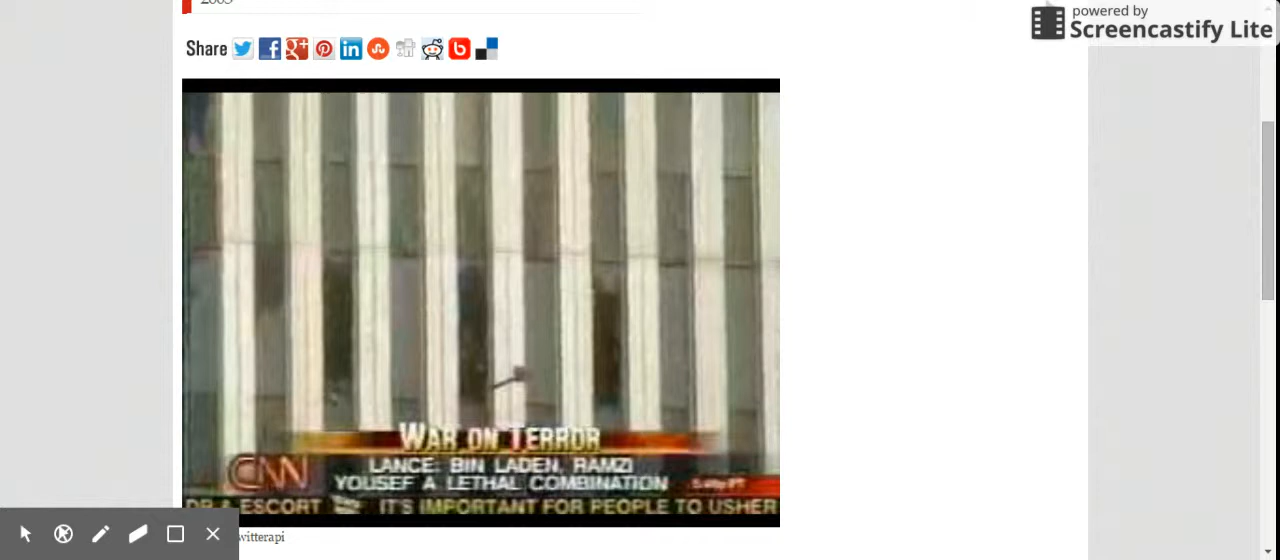 powered by
Screencastify Lite
2003
Share
WAR ON TERROR
CNN
LANCE: BIN LADEN, RAMZI
YOUSEF A LETHAL COMBINATION
ESCORT IT'S IMPORTANT FOR PEOPLE TO USHER
witterapi